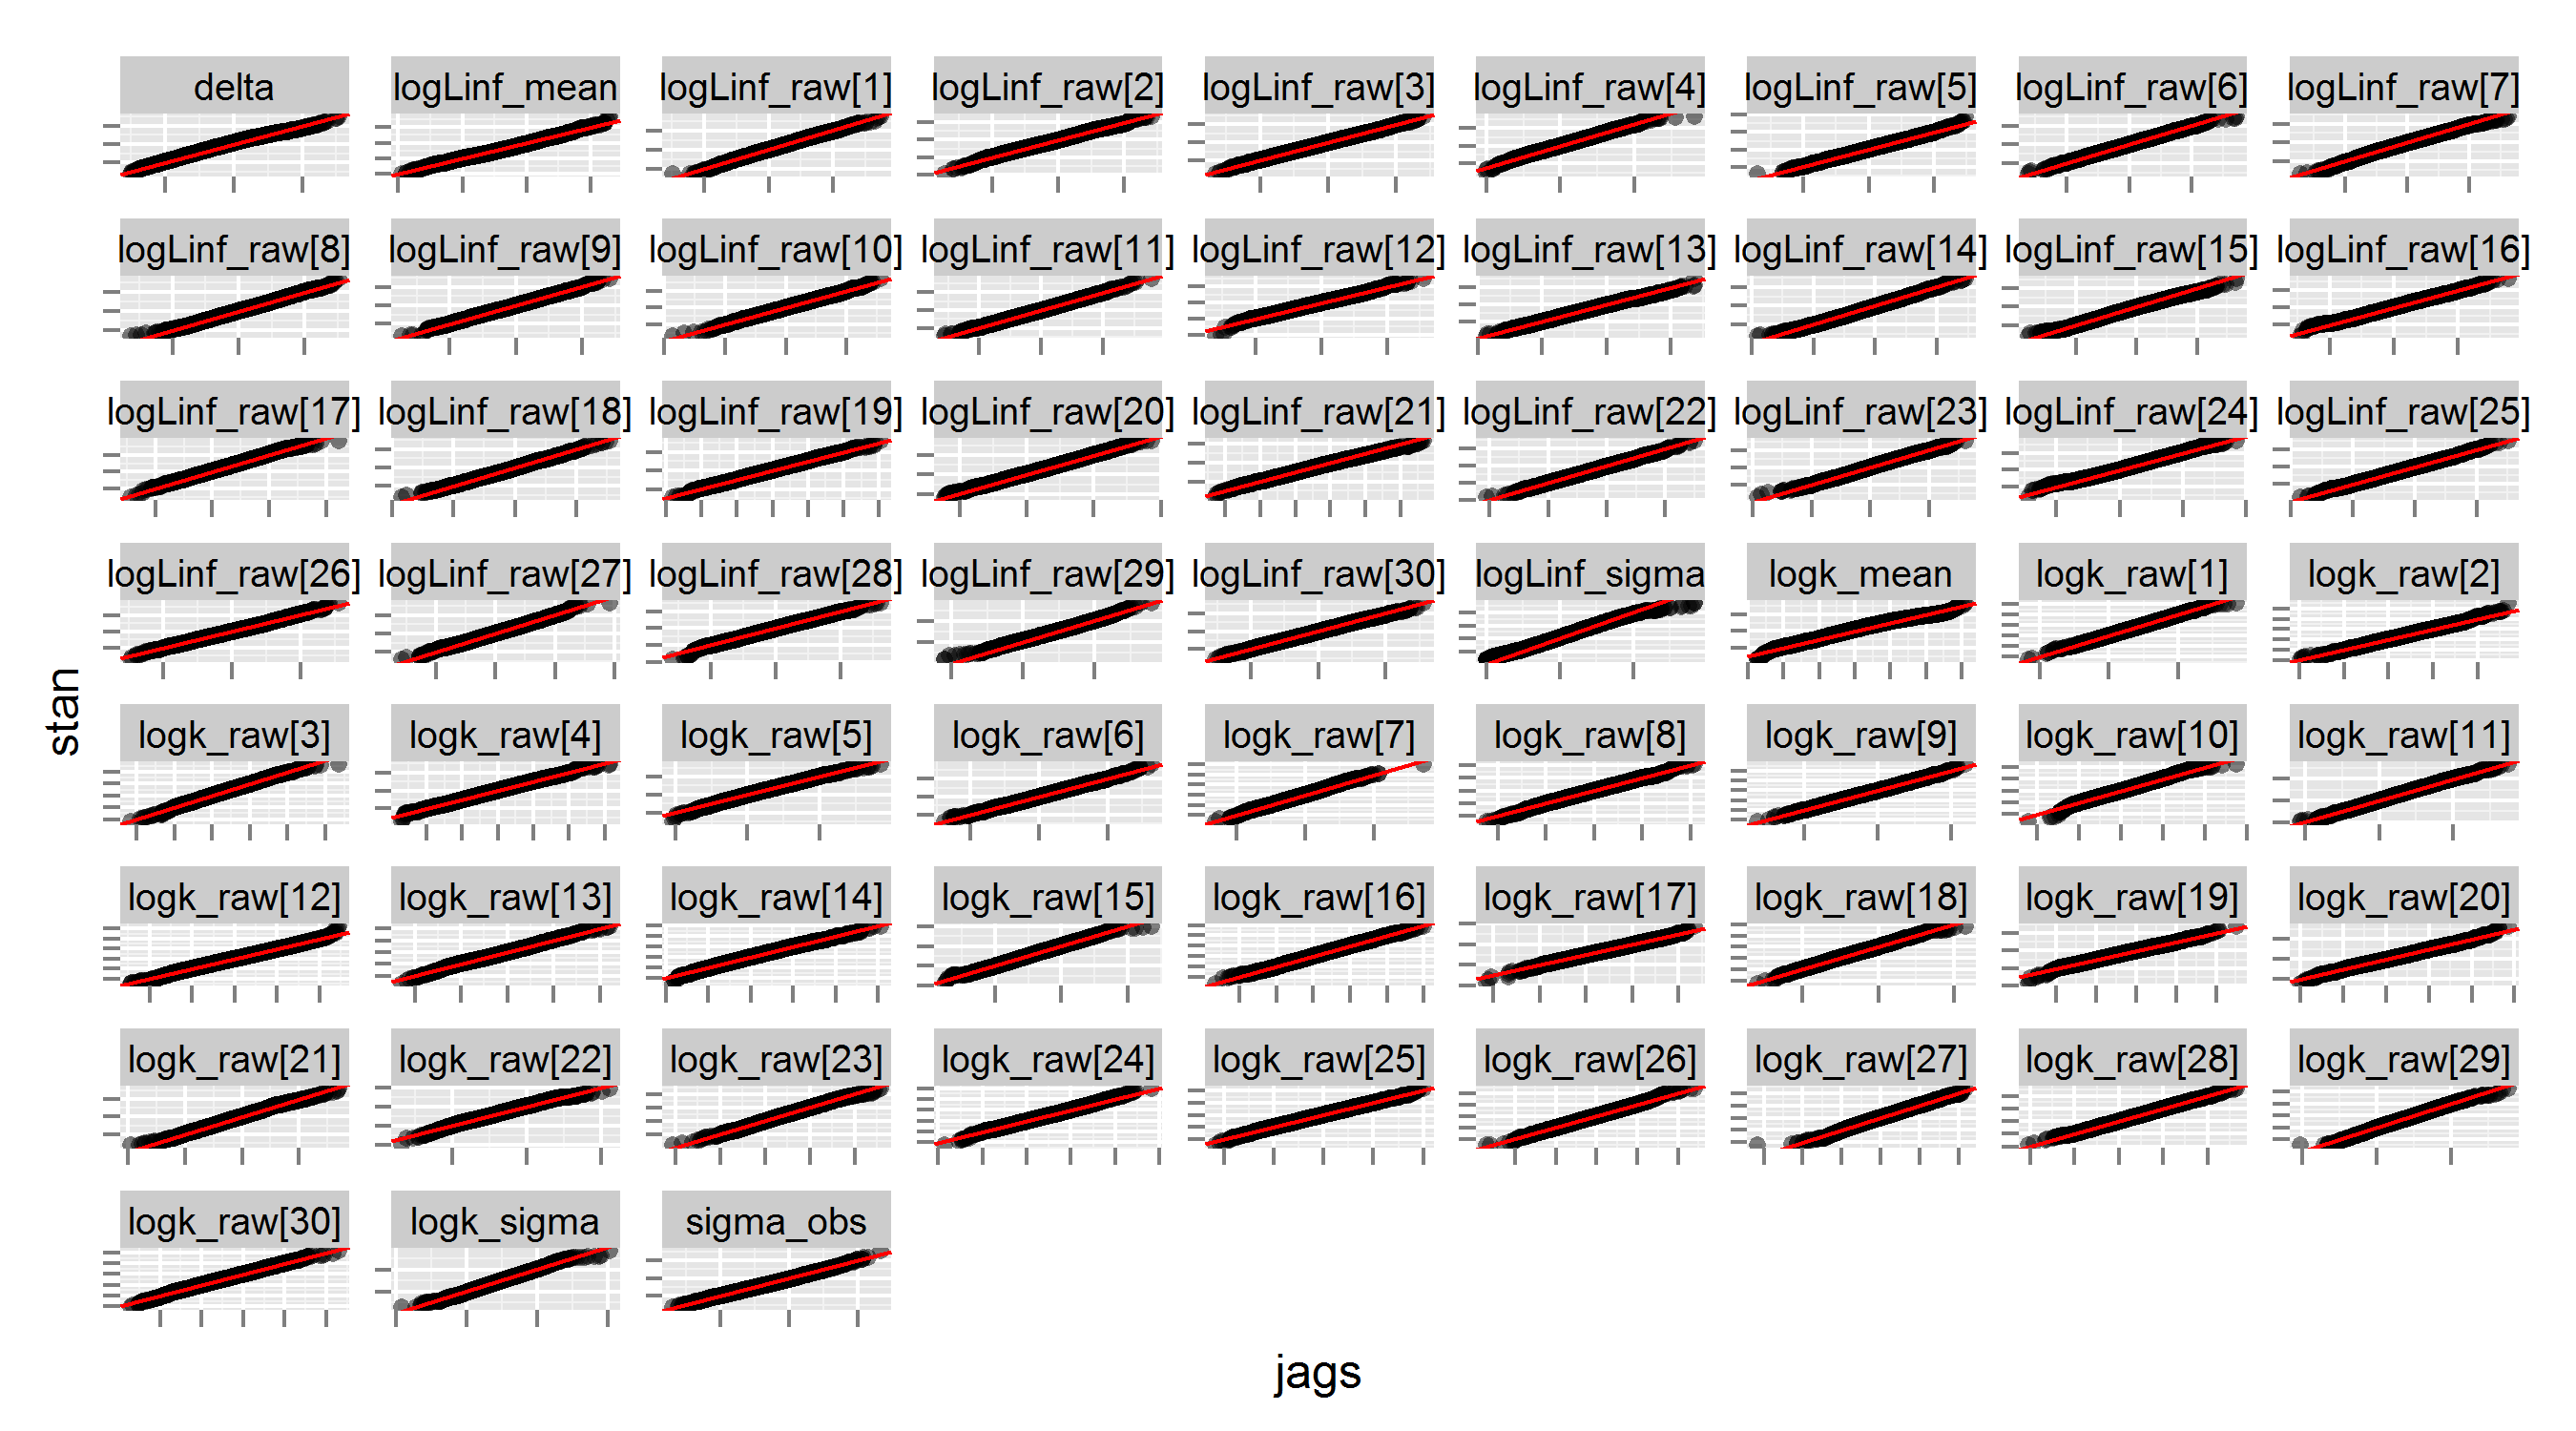 delta logLinf_mean logLinf_raw[1] logLinf_raw[2] logLinf_raw[3] logLinf_raw[4] logLinf_raw[5] logLinf_raw[6] logLinf_raw[7]
logLinf_raw[8] logLinf_raw[9] logLinf_raw[10] logLinf_raw[11] logLinf_raw[12] logLinf_raw[13] logLinf_raw[14] logLinf_raw[15] logLinf_raw[16]
logLinf_raw[17] logLinf_raw[18] logLinf_raw[19] logLinf_raw[20] logLinf_raw[21] logLinf_raw[22] logLinf_raw[23] logLinf_raw[24] logLinf_raw[25]
logLinf_raw[26] logLinf_raw[27] logLinf_raw[28] logLinf_raw[29] logLinf_raw[30] logLinf_sigma logk_mean logk_raw[1] logk_raw[2]
stan
logk_raw[3] logk_raw[4] logk_raw[5] logk_raw[6] logk_raw[7] logk_raw[8] logk_raw[9] logk_raw[10] logk_raw[11]
logk_raw[12] logk_raw[13] logk_raw[14] logk_raw[15] logk_raw[16] logk_raw[17] logk_raw[18] logk_raw[19] logk_raw[20]
logk_raw[21] logk_raw[22] logk_raw[23] logk_raw[24] logk_raw[25] logk_raw[26] logk_raw[27] logk_raw[28] logk_raw[29]
logk_raw[30] logk_sigma sigma_obs
jags